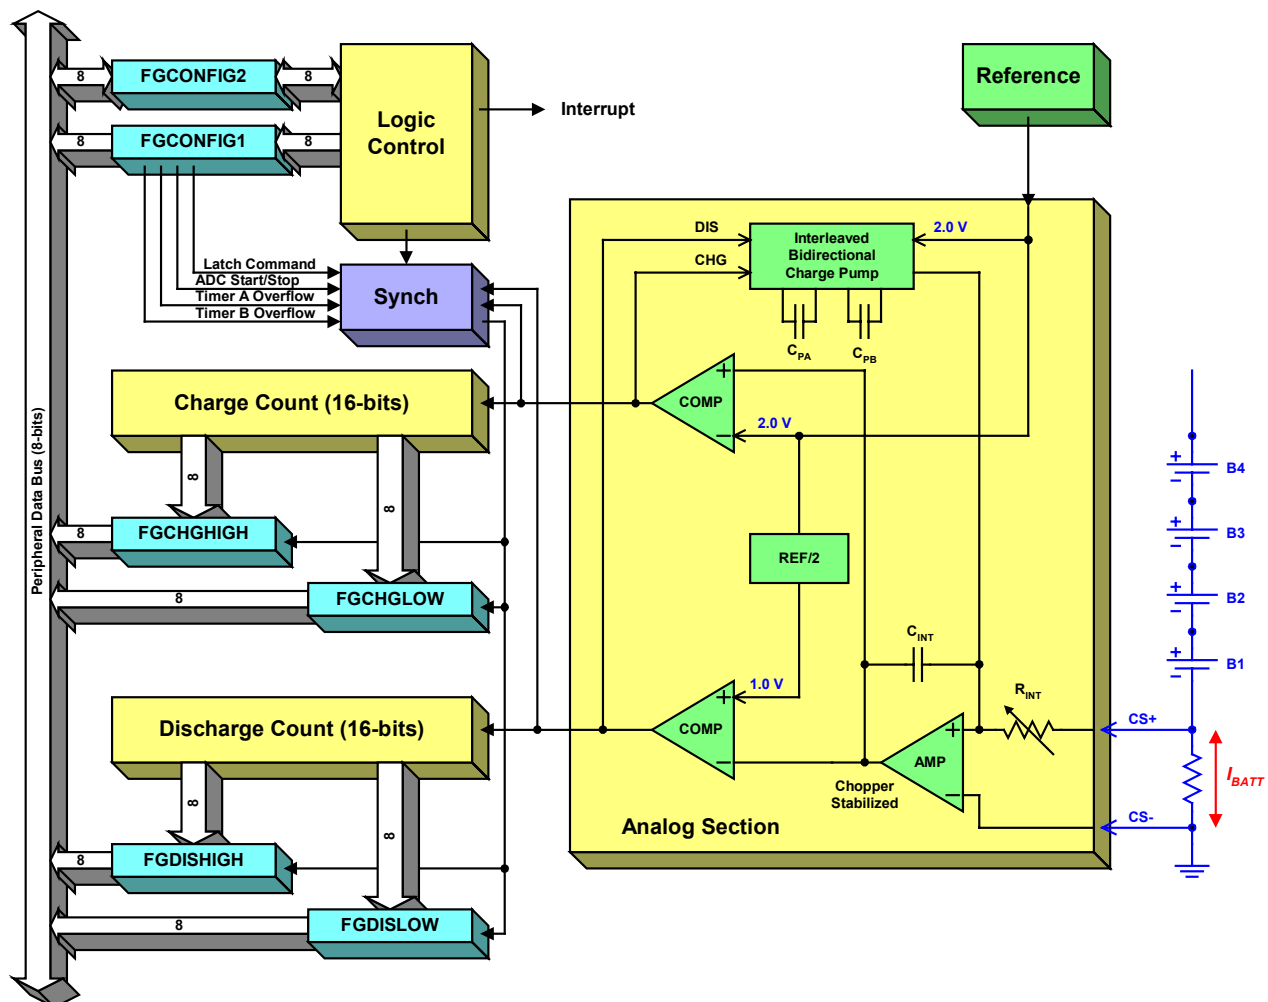 FGCONFIG2
8
8
Logic
Control
Interrupt
Reference
FGCONFIG1
8
8
Latch Command
ADC Start/Stop
Timer A Overflow
Timer B Overflow
Synch
DIS
CHG
Interleaved
Bidirectional
Charge Pump
2.0 V
CPA
CPB
Charge Count (16-bits)
COMP
+
−
2.0 V
8
8
FGCHGHIGH
8
FGCHGLOW
8
REF/2
Peripheral Data Bus (8-bits)
+
−
B4
+
−
B3
+
−
B2
+
−
B1
CINT
RINT
1.0 V
Discharge Count (16-bits)
COMP
+
−
AMP
+
−
Chopper
Stabilized
CS+
CS-
IBATT
Analog Section
8
8
FGDISHIGH
8
FGDISLOW
8